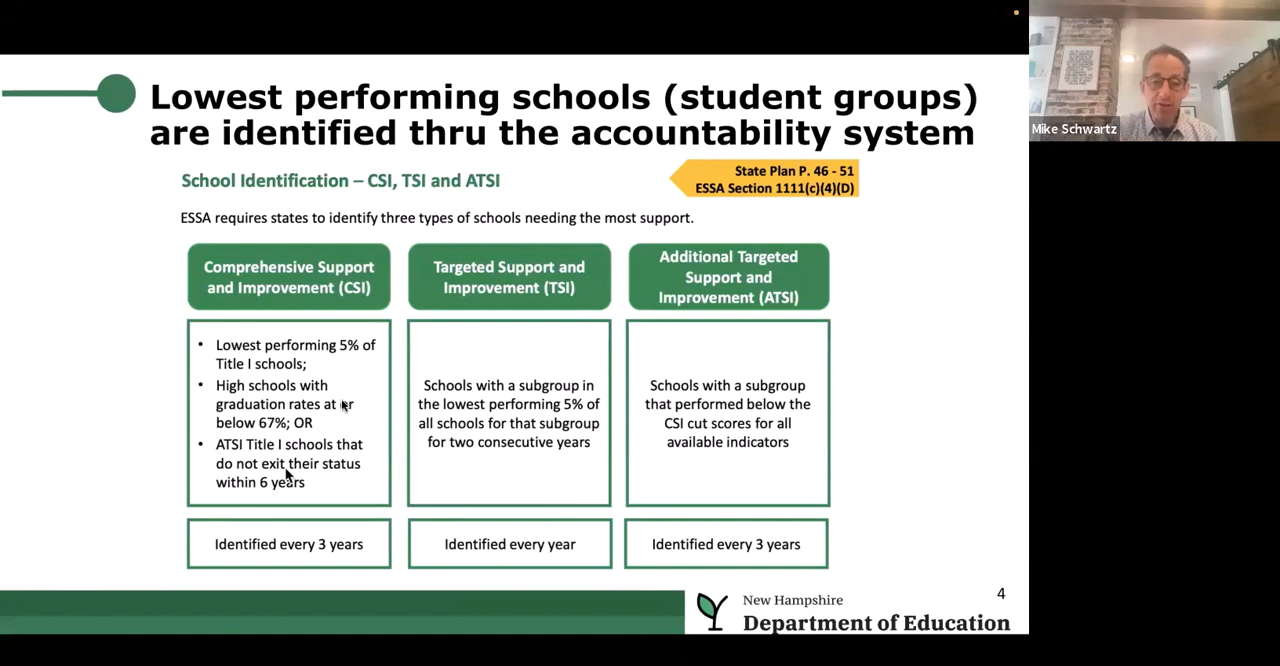 Lowest performing schools (student groups)
are identified thru the accountability system
School Identification – CSI, TSI and ATSI
State Plan P. 46 - 51
ESSA Section 1111(c)(4)(D)
ESSA requires states to identify three types of schools needing the most support.
Comprehensive Support
and Improvement (CSI)
• Lowest performing 5% of
Title I schools;
• High schools with
graduation rates at or
below 67%; OR
• ATSI Title I schools that
do not exit their status
within 6 years
Identified every 3 years
Targeted Support and
Improvement (TSI)
Schools with a subgroup in
the lowest performing 5% of
all schools for that subgroup
for two consecutive years
Identified every year
Additional Targeted
Support and
Improvement (ATSI)
Schools with a subgroup
that performed below the
CSI cut scores for all
available indicators
Identified every 3 years
4
New Hampshire
Department of Education
Mike Schwartz